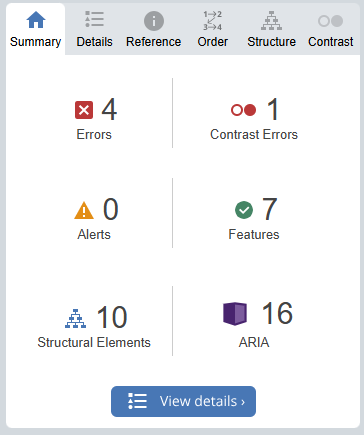 Summary Details Reference Order Structure Contrast
4 1
Errors Contrast Errors
0 7
Alerts Features
10 16
Structural Elements ARIA
View details ›